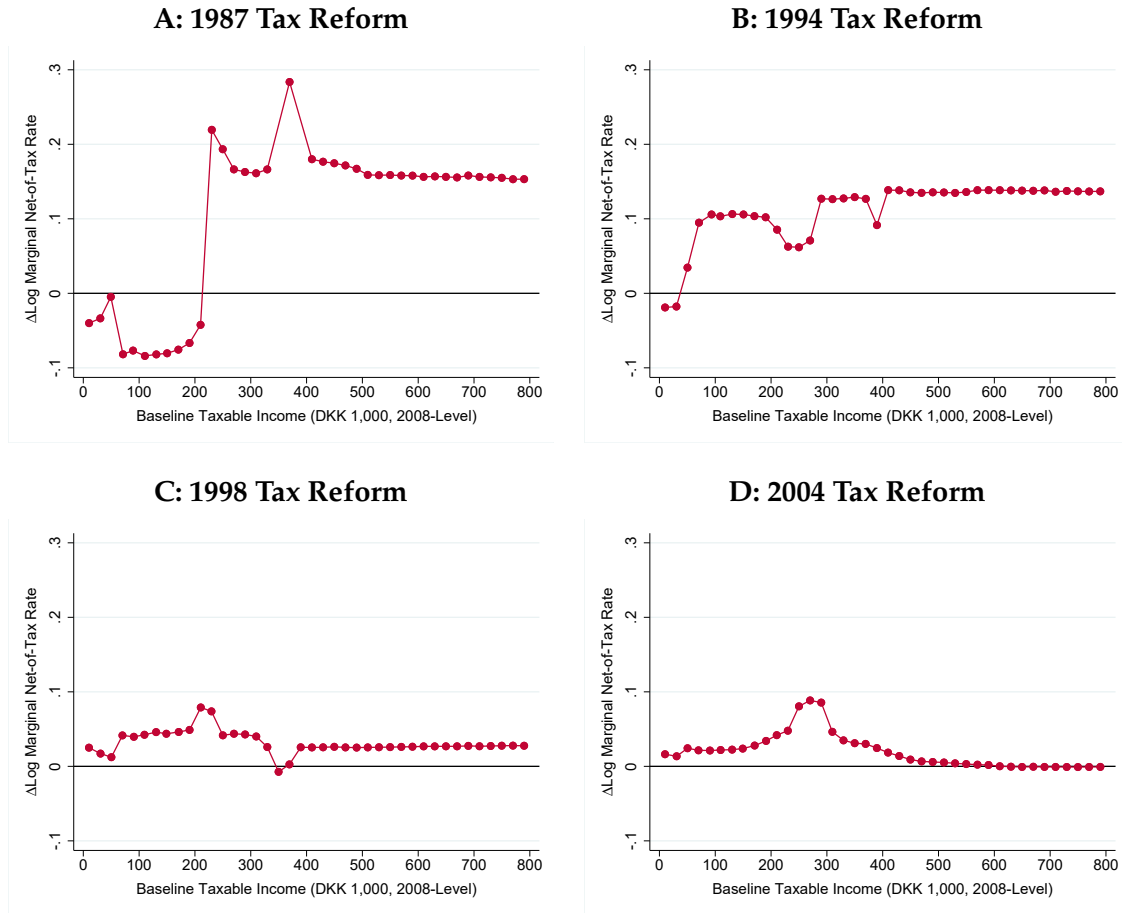 A: 1987 Tax Reform
.3
.2
.1
0
-.1
ΔLog Marginal Net-of-Tax Rate
0 100 200 300 400 500 600 700 800
Baseline Taxable Income (DKK 1,000, 2008-Level)
B: 1994 Tax Reform
.3
.2
.1
0
-.1
ΔLog Marginal Net-of-Tax Rate
0 100 200 300 400 500 600 700 800
Baseline Taxable Income (DKK 1,000, 2008-Level)
C: 1998 Tax Reform
.3
.2
.1
0
-.1
ΔLog Marginal Net-of-Tax Rate
0 100 200 300 400 500 600 700 800
Baseline Taxable Income (DKK 1,000, 2008-Level)
D: 2004 Tax Reform
.3
.2
.1
0
-.1
ΔLog Marginal Net-of-Tax Rate
0 100 200 300 400 500 600 700 800
Baseline Taxable Income (DKK 1,000, 2008-Level)